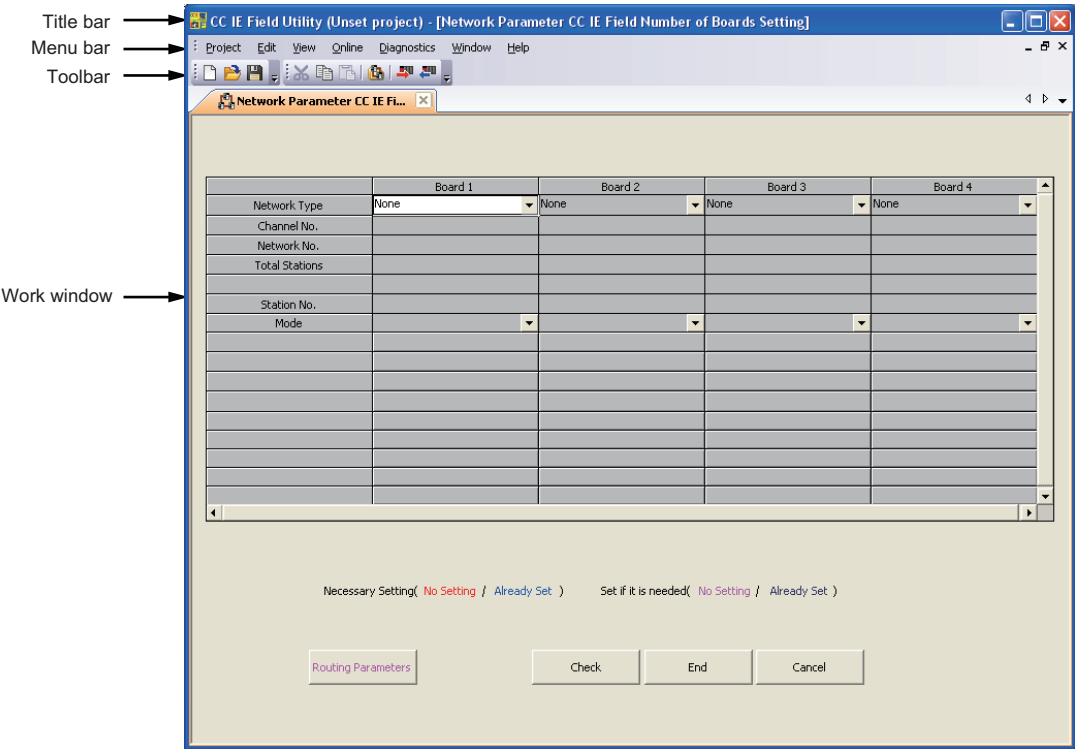 Title bar
CC IE Field Utility (Unset project) - [Network Parameter CC IE Field Number of Boards Setting]
Menu bar
Project Edit View Online Diagnostics Window Help
Toolbar
Network Parameter CC IE Fi...
Board 1 Board 2 Board 3 Board 4
Network Type None None None None
Channel No.
Network No.
Total Stations
Work window
Station No.
Mode
Necessary Setting( No Setting / Already Set ) Set if it is needed( No Setting / Already Set )
Routing Parameters Check End Cancel